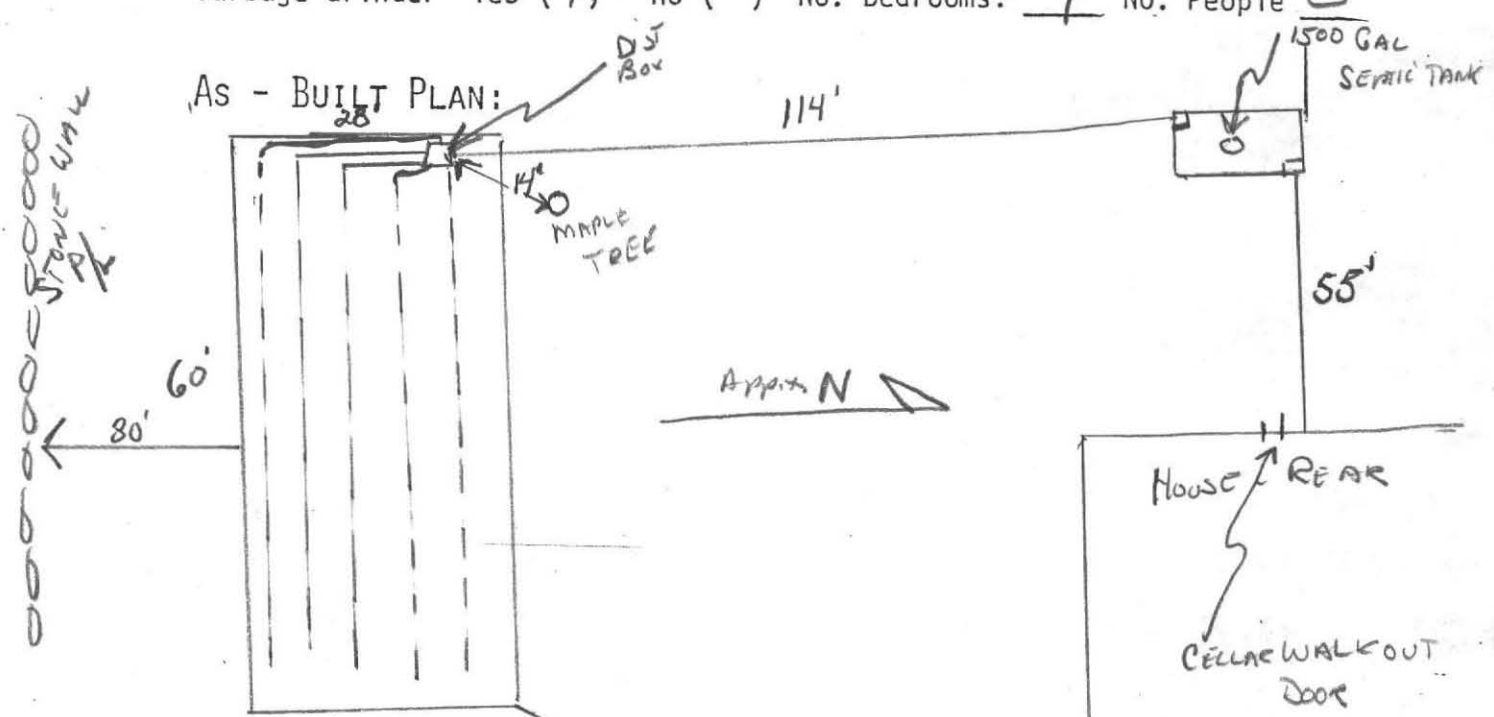 Garbage Grinder Yes ( ) No ( ) No. Bedrooms: No. People
DIST
BOX
1500 GAL
SEPTIC TANK
As - BUILT PLAN:
28'
114'
STONE WALL
P/L
14'
MAPLE
TREE
55'
60'
80'
Approx N
HOUSE REAR
CELLAR WALKOUT
DOOR